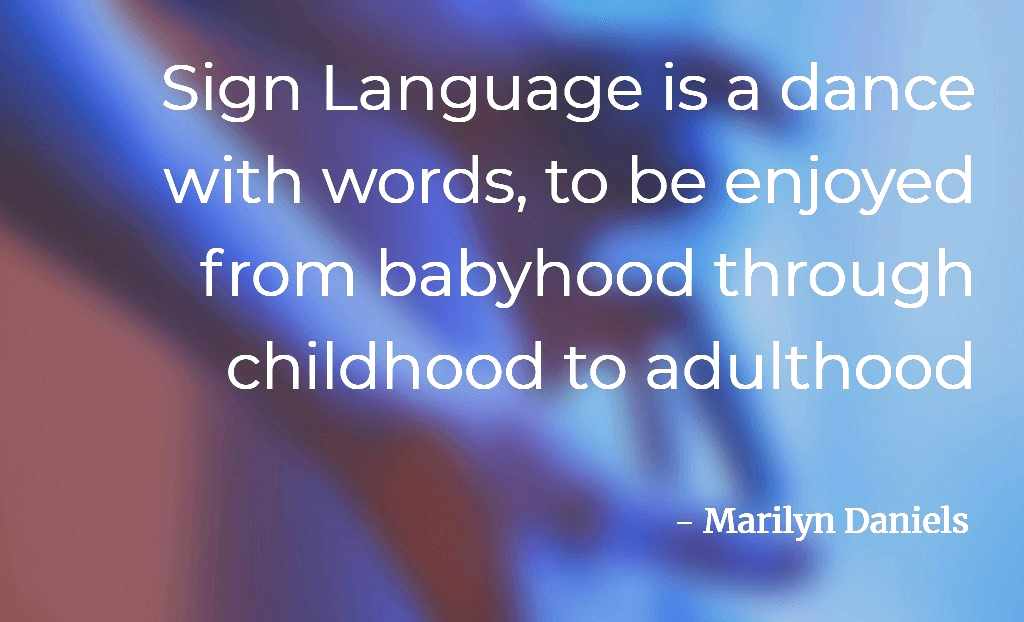 Sign Language is a dance
with words, to be enjoyed
from babyhood through
childhood to adulthood
- Marilyn Daniels